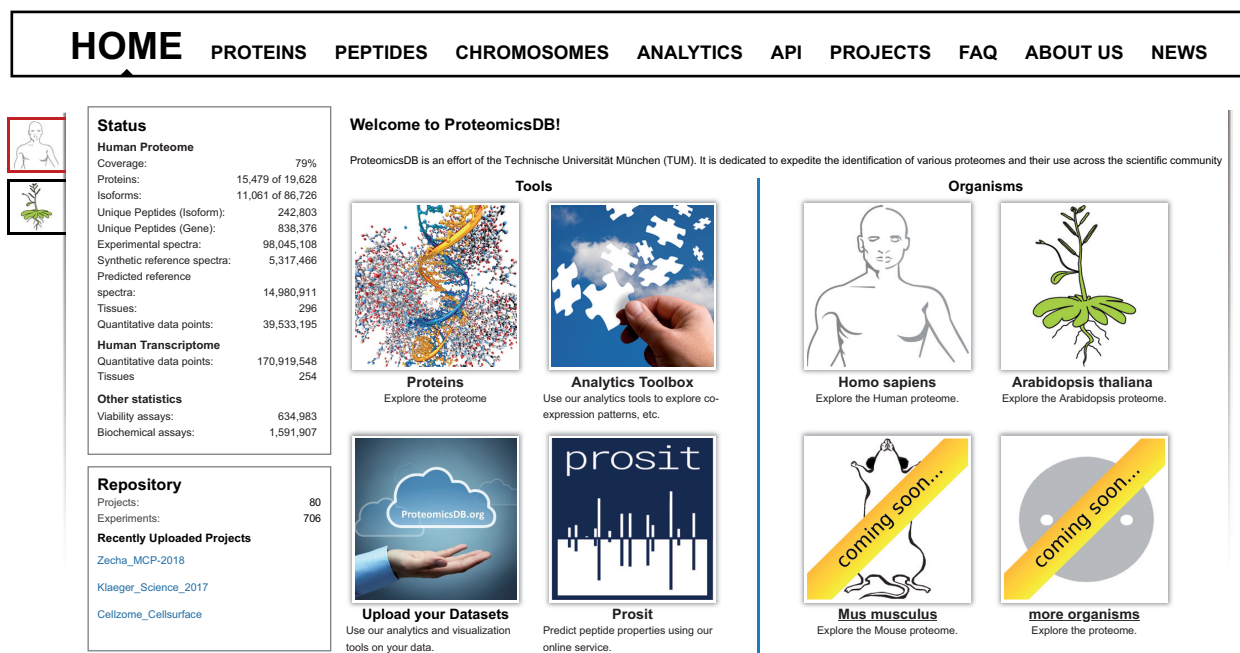 HOME PROTEINS PEPTIDES CHROMOSOMES ANALYTICS API PROJECTS FAQ ABOUT US NEWS
Status
Human Proteome
Coverage: 79%
Proteins: 15,479 of 19,628
Isoforms: 11,061 of 86,726
Unique Peptides (Isoform): 242,803
Unique Peptides (Gene): 838,376
Experimental spectra: 98,045,108
Synthetic reference spectra: 5,317,466
Predicted reference
spectra: 14,980,911
Tissues: 296
Quantitative data points: 39,533,195
Human Transcriptome
Quantitative data points: 170,919,548
Tissues 254
Other statistics
Viability assays: 634,983
Biochemical assays: 1,591,907
Repository
Projects: 80
Experiments: 706
Recently Uploaded Projects
Zecha_MCP-2018
Klaeger_Science_2017
Cellzome_Cellsurface
Welcome to ProteomicsDB!
ProteomicsDB is an effort of the Technische Universität München (TUM). It is dedicated to expedite the identification of various proteomes and their use across the scientific community
Tools
Proteins
Explore the proteome
Analytics Toolbox
Use our analytics tools to explore co-
expression patterns, etc.
ProteomicsDB.org
Upload your Datasets
Use our analytics and visualization
tools on your data.
prosit
Prosit
Predict peptide properties using our
online service.
Organisms
Homo sapiens
Explore the Human proteome.
Arabidopsis thaliana
Explore the Arabidopsis proteome.
coming soon...
Mus musculus
Explore the Mouse proteome.
coming soon...
more organisms
Explore the proteome.